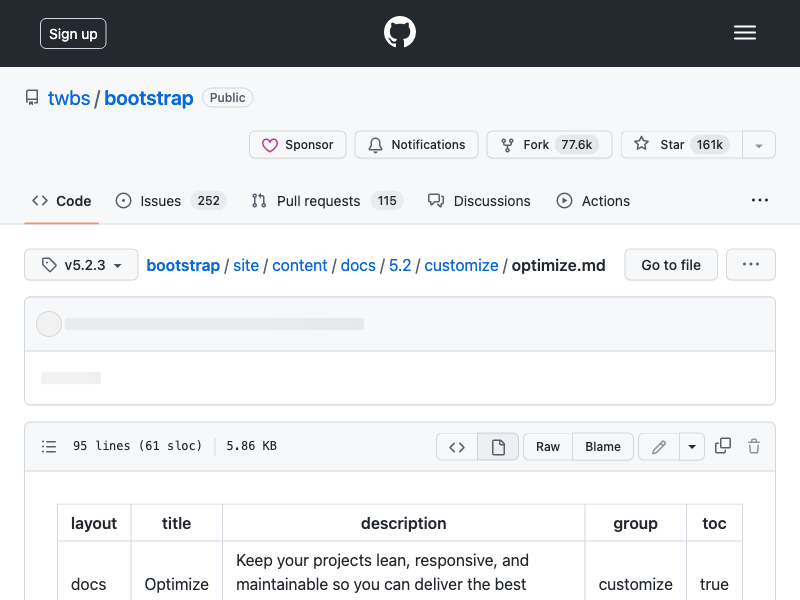 Sign up
twbs / bootstrap Public
Sponsor Notifications Fork 77.6k Star 161k
Code Issues 252 Pull requests 115 Discussions Actions
v5.2.3 bootstrap / site / content / docs / 5.2 / customize / optimize.md Go to file
95 lines (61 sloc) 5.86 KB Raw Blame
layout title description group toc
Keep your projects lean, responsive, and
docs Optimize maintainable so you can deliver the best customize true